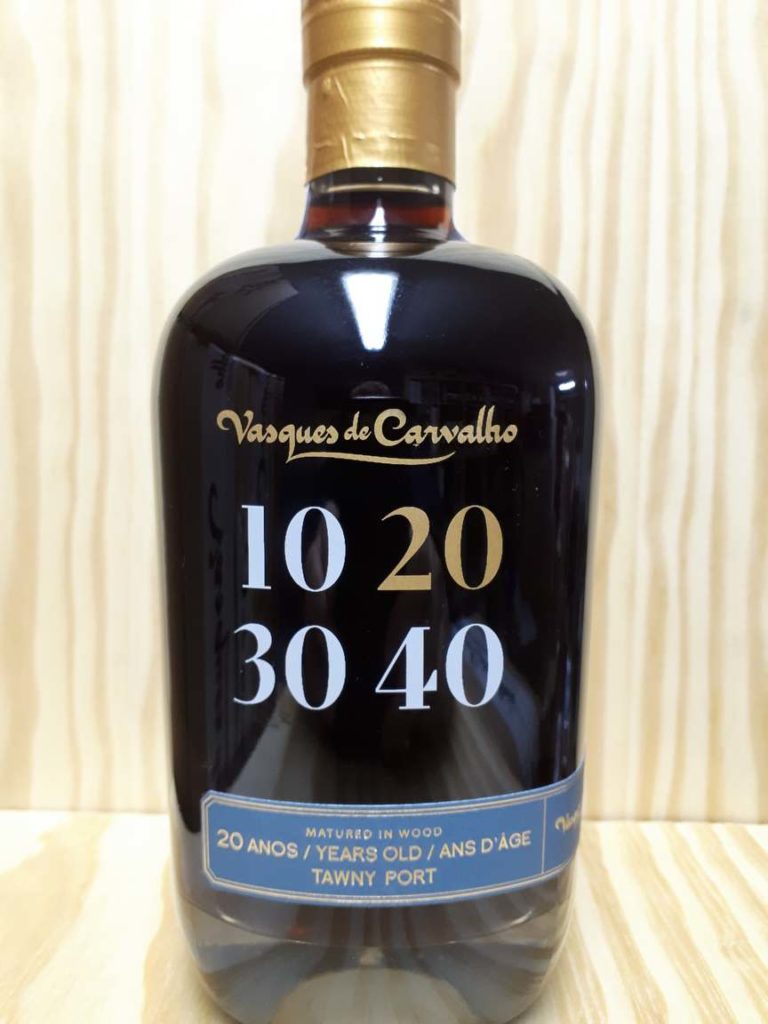 Vasques de Carvalho
10 20
30 40
MATURED IN WOOD
20 ANOS / YEARS OLD / ANS D'ÂGE
TAWNY PORT